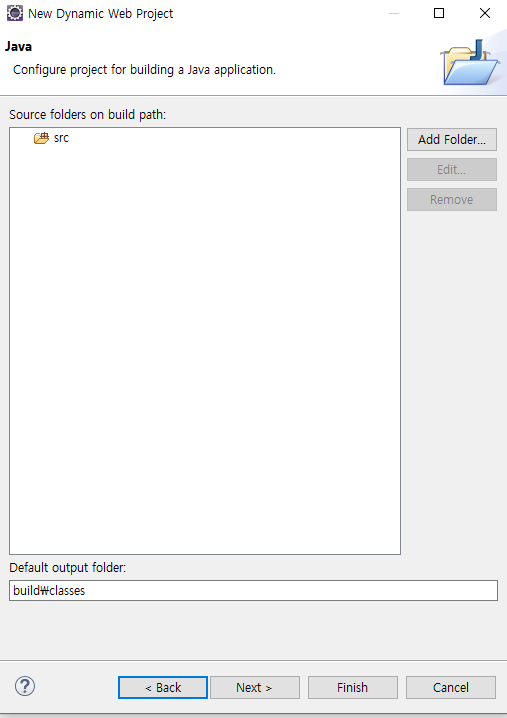 New Dynamic Web Project
Java
Configure project for building a Java application.
Source folders on build path:
src
Add Folder...
Edit...
Remove
Default output folder:
build₩classes
?
< Back
Next >
Finish
Cancel